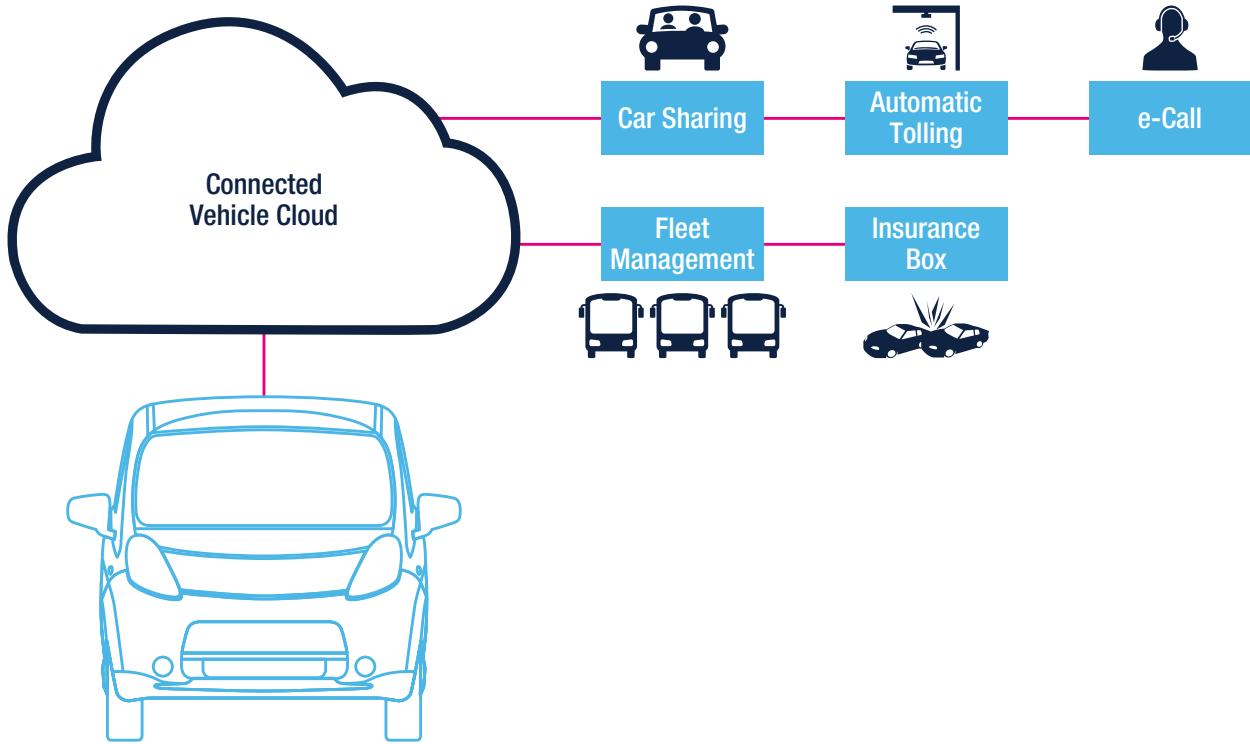 Connected
Vehicle Cloud
Car Sharing
Automatic
Tolling
e-Call
Fleet
Management
Insurance
Box